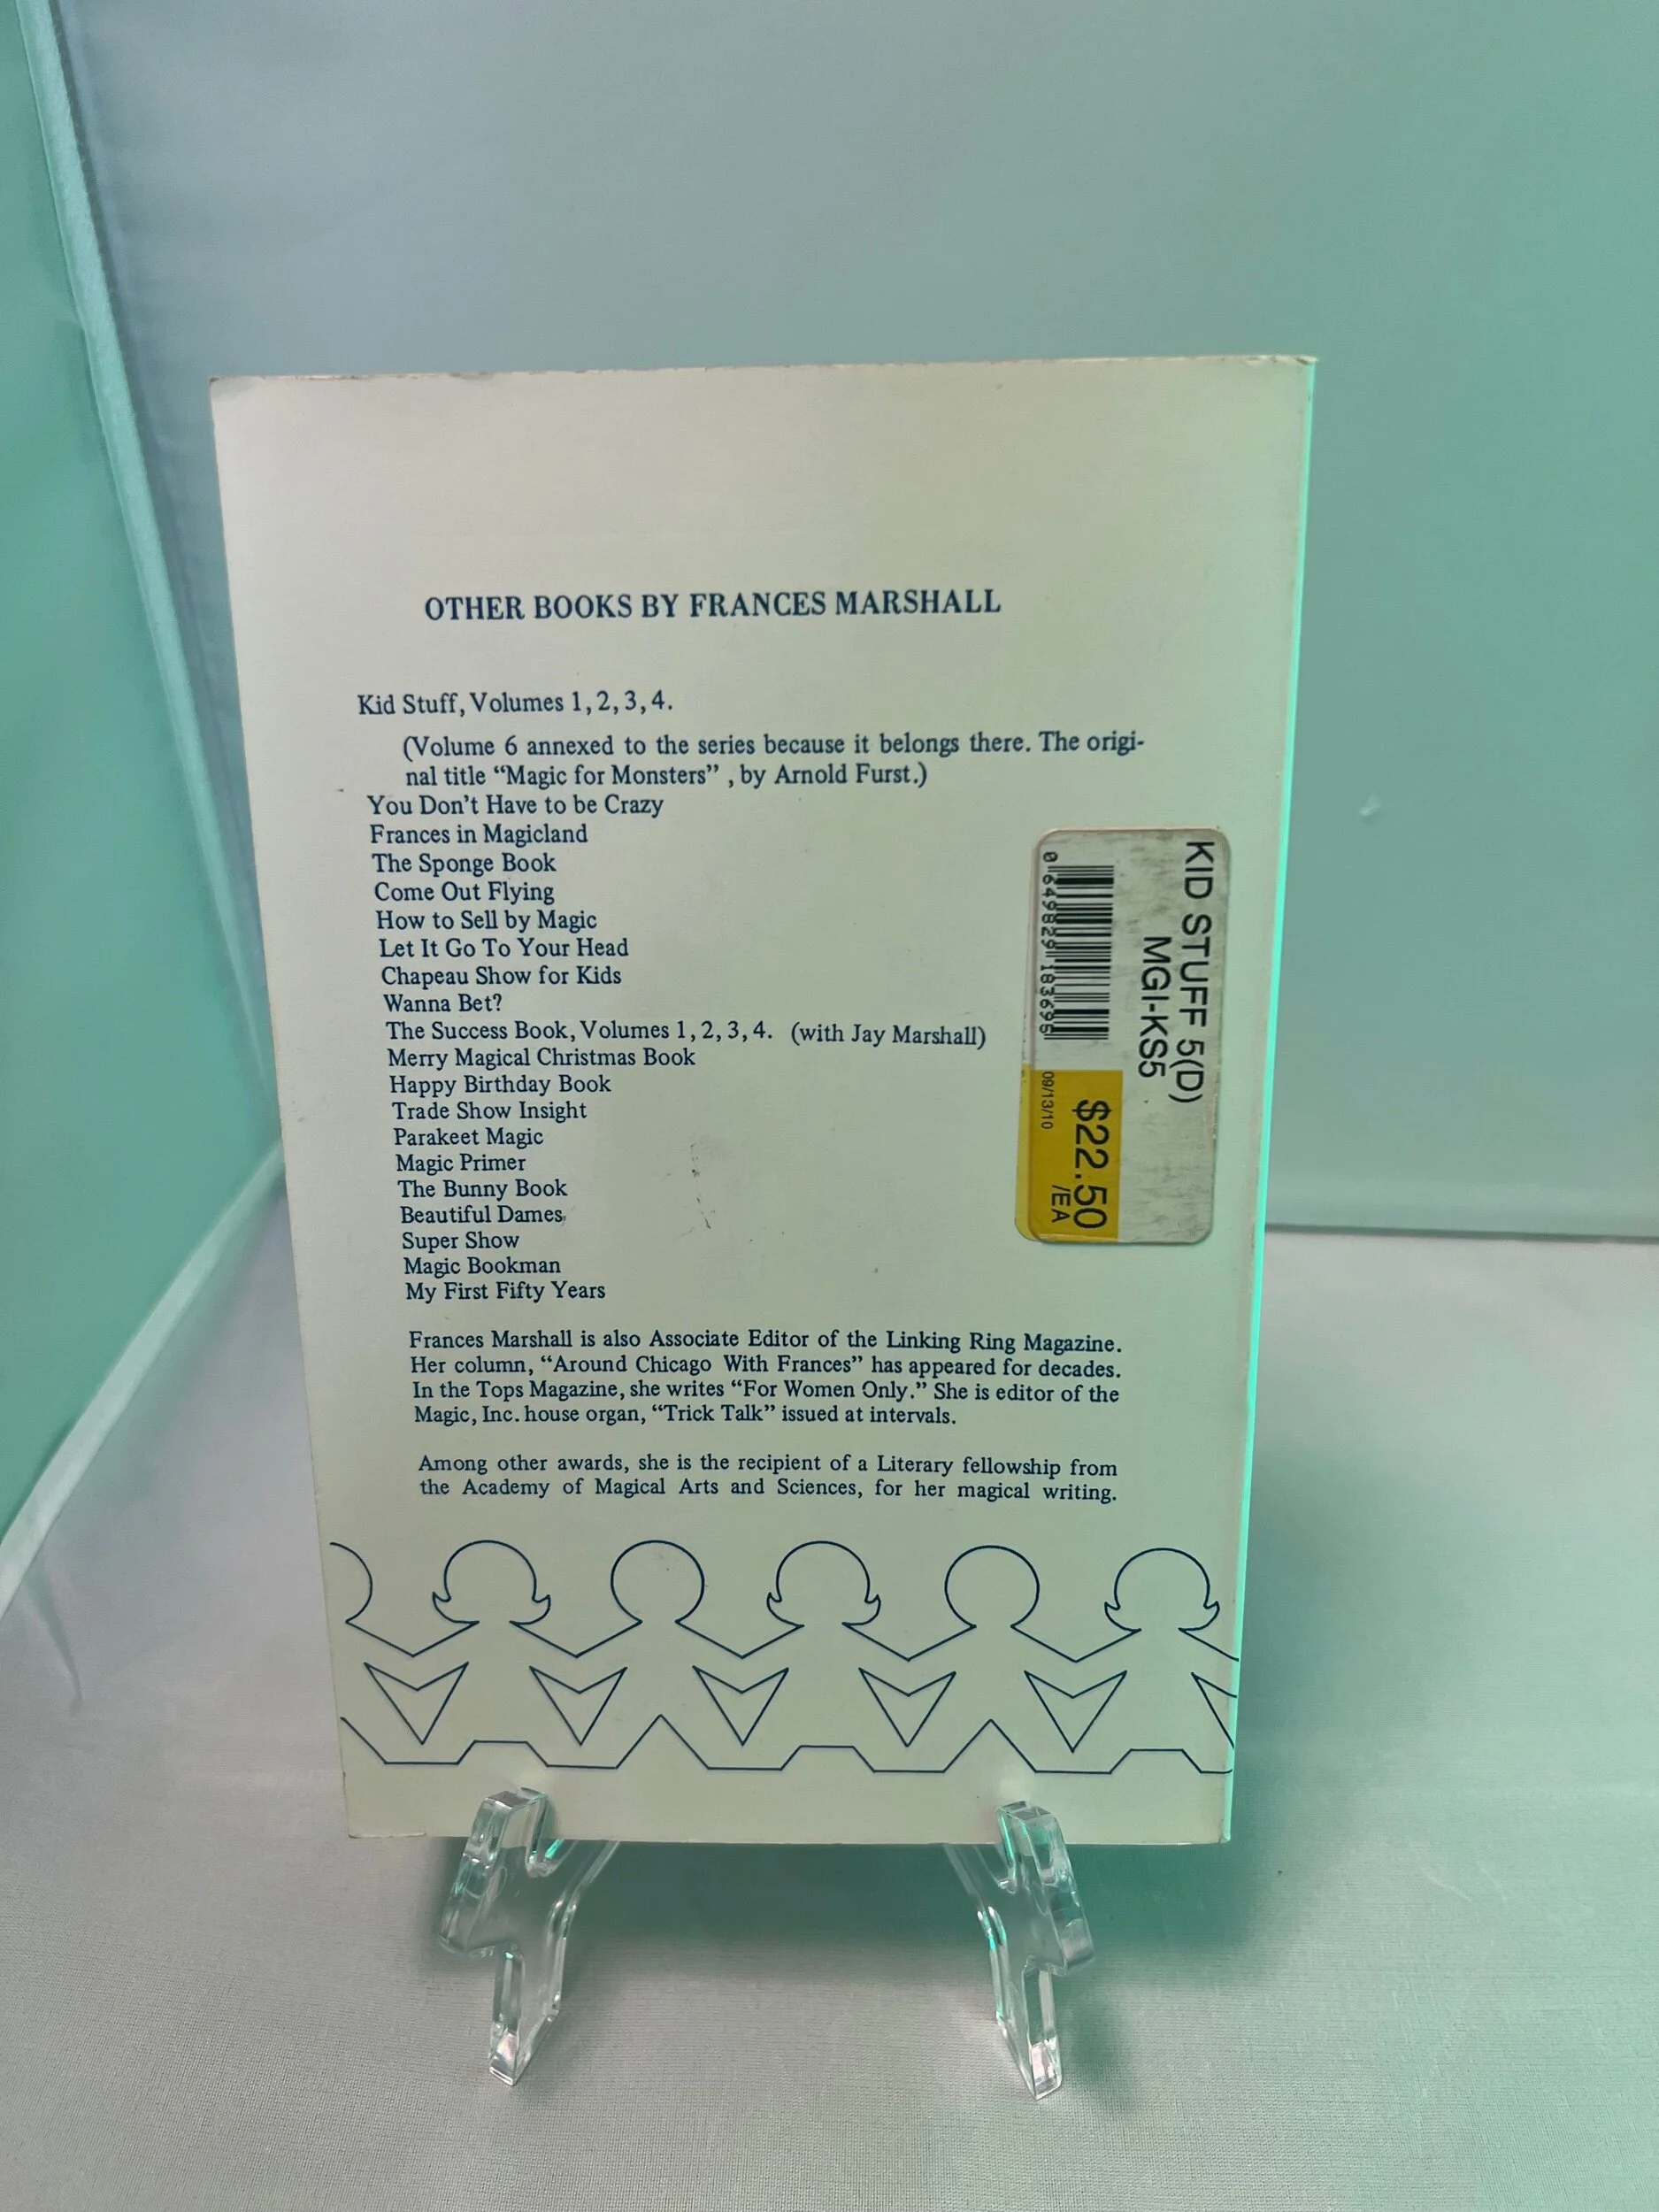 OTHER BOOKS BY FRANCES MARSHALL
Kid Stuff, Volumes 1, 2, 3, 4.
(Volume 6 annexed to the series because it belongs there. The origi-
nal title “Magic for Monsters” , by Arnold Furst.)
You Don’t Have to be Crazy
Frances in Magicland
The Sponge Book
Come Out Flying
How to Sell by Magic
Let It Go To Your Head
Chapeau Show for Kids
Wanna Bet?
The Success Book, Volumes 1, 2, 3, 4. (with Jay Marshall)
Merry Magical Christmas Book
Happy Birthday Book
Trade Show Insight
Parakeet Magic
Magic Primer
The Bunny Book
Beautiful Dames
Super Show
Magic Bookman
My First Fifty Years
Frances Marshall is also Associate Editor of the Linking Ring Magazine.
Her column, “Around Chicago With Frances” has appeared for decades.
In the Tops Magazine, she writes “For Women Only.” She is editor of the
Magic, Inc. house organ, “Trick Talk” issued at intervals.
Among other awards, she is the recipient of a Literary fellowship from
the Academy of Magical Arts and Sciences, for her magical writing.
KID STUFF 5(D)
MGI-KS5
0 64982918369 5
$22.50
/EA
09/13/10